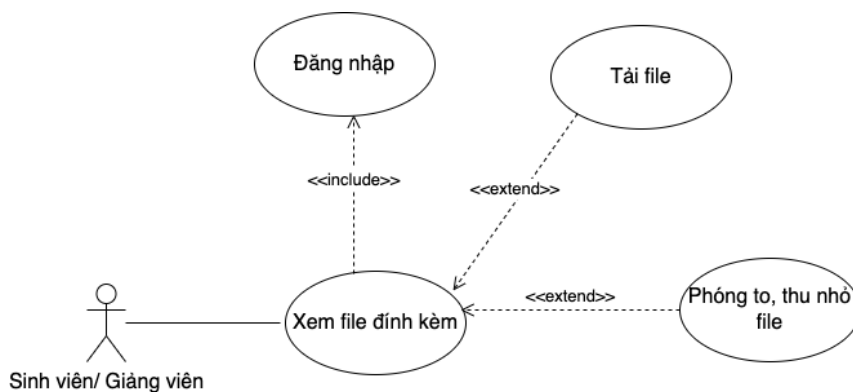 Đăng nhập
Tải file
<<include>>
<<extend>>
Phóng to, thu nhỏ
file
<<extend>>
Xem file đính kèm
Sinh viên/ Giảng viên